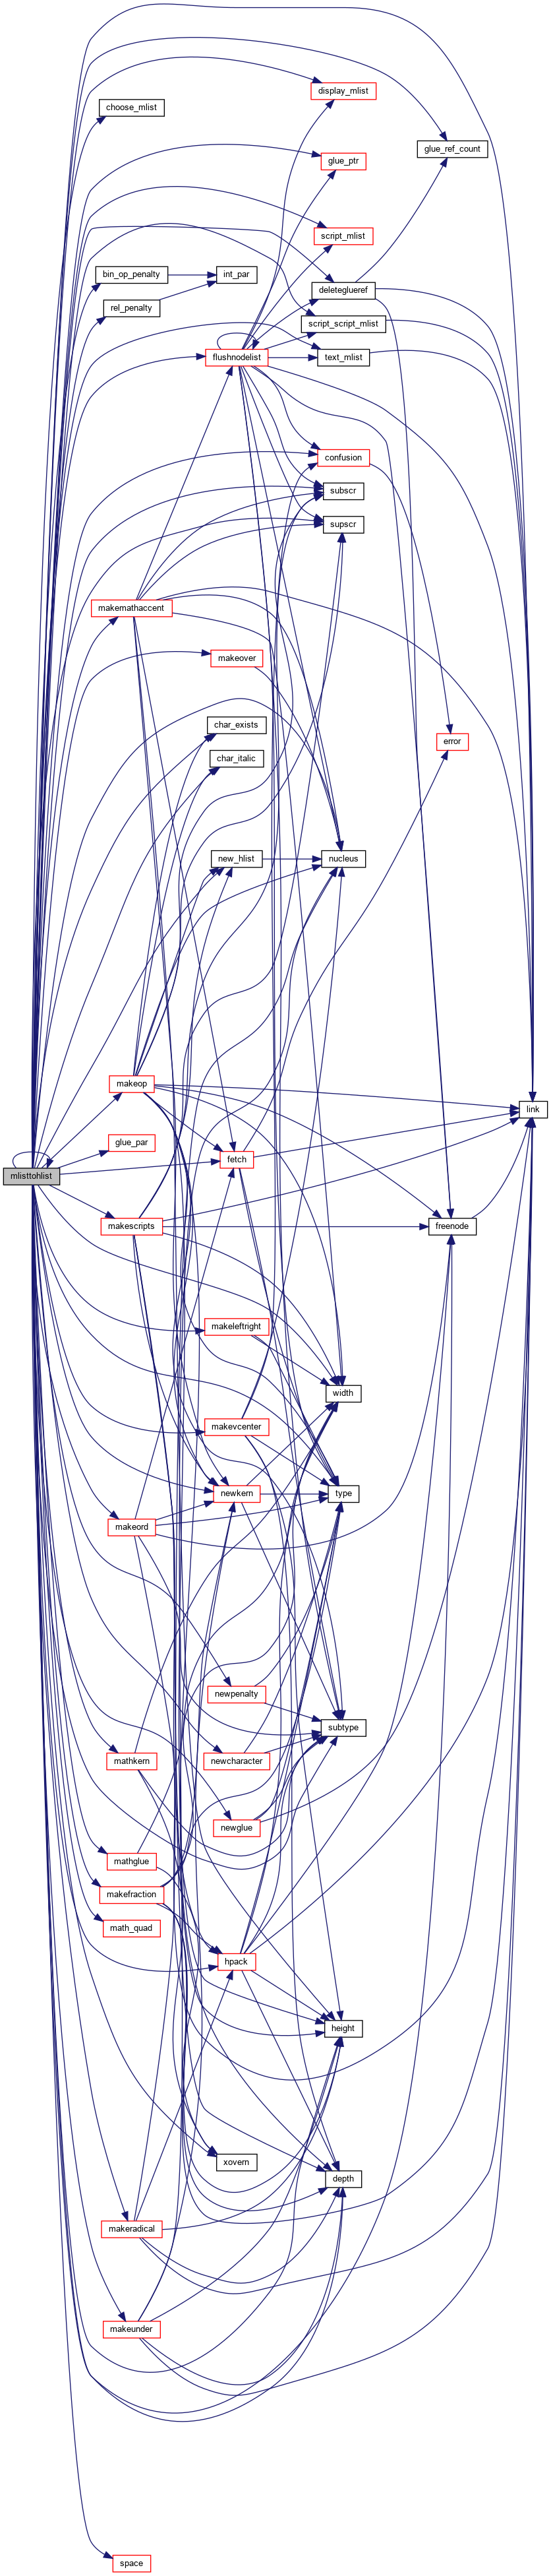 display_mlist
choose_mlist
glue_ref_count
glue_ptr
script_mlist
bin_op_penalty
int_par
deleteglueref
rel_penalty
script_script_mlist
flushnodelist
text_mlist
confusion
subscr
supscr
makemathaccent
makeover
char_exists
error
char_italic
new_hlist
nucleus
makeop
link
glue_par
fetch
mlisttohlist
makescripts
freenode
makeleftright
width
makevcenter
newkern
type
makeord
newpenalty
subtype
mathkern
newcharacter
newglue
mathglue
makefraction
math_quad
hpack
height
xovern
depth
makeradical
makeunder
space